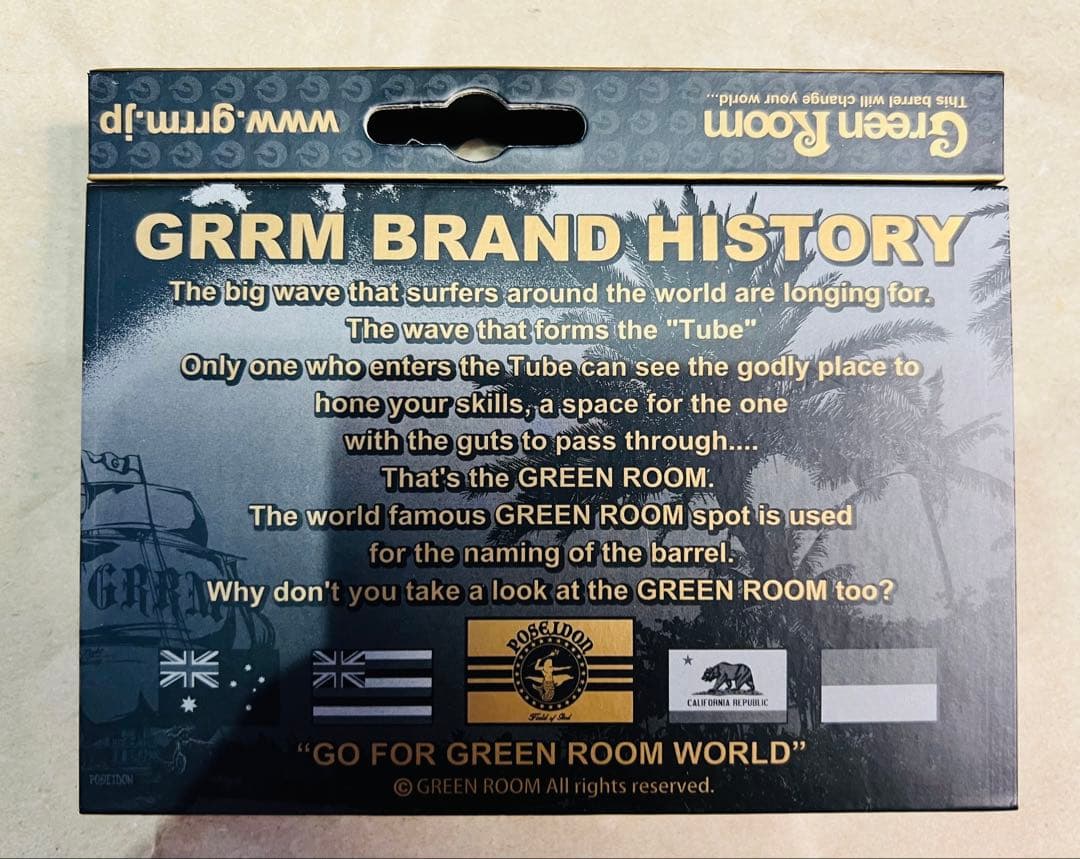 www.grrm.jp
Green Room
This barrel will change your world...
GRRM BRAND HISTORY
The big wave that surfers around the world are longing for.
The wave that forms the "Tube"
Only one who enters the Tube can see the godly place to
hone your skills, a space for the one
with the guts to pass through....
That's the GREEN ROOM.
The world famous GREEN ROOM spot is used
for the naming of the barrel.
Why don't you take a look at the GREEN ROOM too?
GRRM
POSEIDON
CALIFORNIA REPUBLIC
“GO FOR GREEN ROOM WORLD”
POSEIDON
© GREEN ROOM All rights reserved.